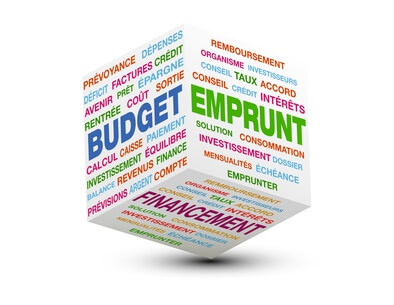 PRÉVOYANCE DÉPENSES
DÉFICIT FACTURES CRÉDIT
AVENIR PRÊT ÉPARGNE
RENTRÉE COÛT SORTIE
BUDGET
CALCUL CAISSE PAIEMENT
INVESTISSEMENT ÉQUILIBRE
BALANCE REVENUS FINANCE
PRÉVISIONS ARGENT COMPTE
REMBOURSEMENT
ORGANISME INVESTISSEURS
CONSEIL TAUX ACCORD
CONSEIL CRÉDIT INTÉRÊTS
EMPRUNT
SOLUTION CONSOMMATION
INVESTISSEMENT DOSSIER
MENSUALITÉS ÉCHÉANCE
EMPRUNTER
REMBOURSEMENT
ORGANISME INVESTISSEURS
CONSEIL TAUX ACCORD
CONSEIL CRÉDIT INTÉRÊTS
FINANCEMENT
SOLUTION CONSOMMATION
INVESTISSEMENT DOSSIER
MENSUALITÉS ÉCHÉANCE
EMPRUNTER